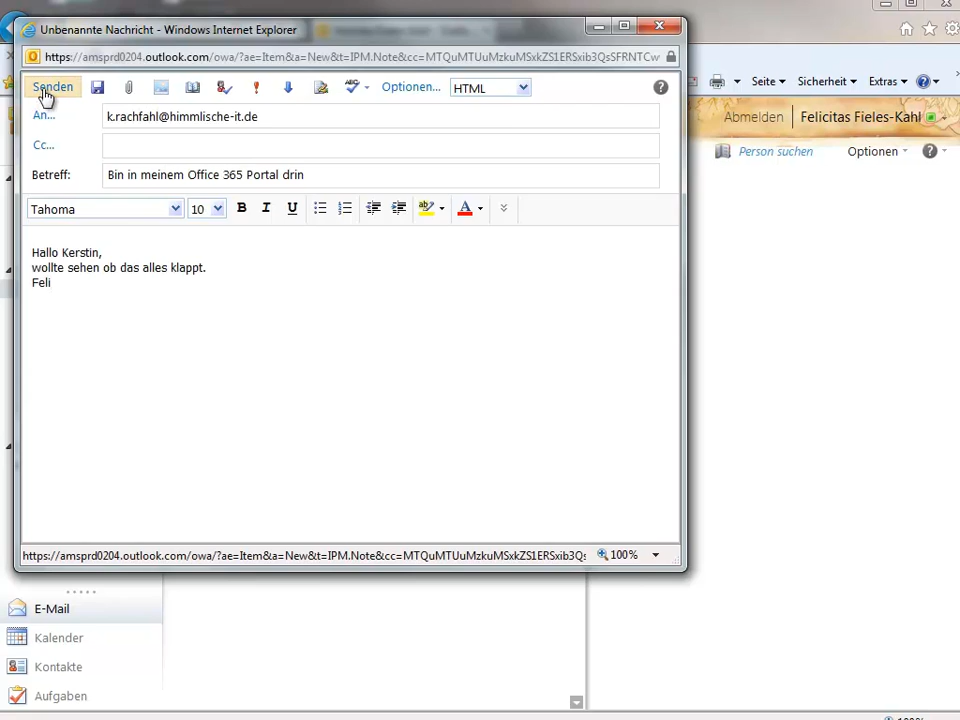 Unbenannte Nachricht - Windows Internet Explorer
https://amsprd0204.outlook.com/owa/?ae=Item&a=New&t=IPM.Note&cc=MTQuMTUuMzkuMSxkZS1ERSxib3QsSFRNTCw
Senden
Optionen...
HTML
An...
k.rachfahl@himmlische-it.de
Cc...
Betreff:
Bin in meinem Office 365 Portal drin
Tahoma
10
B
I
U
ab
A
Hallo Kerstin,
wollte sehen ob das alles klappt.
Feli
https://amsprd0204.outlook.com/owa/?ae=Item&a=New&t=IPM.Note&cc=MTQuMTUuMzkuMSxkZS1ERSxib3Qs
100%
Seite
Sicherheit
Extras
Abmelden
Felicitas Fieles-Kahl
Person suchen
Optionen
E-Mail
Kalender
Kontakte
Aufgaben